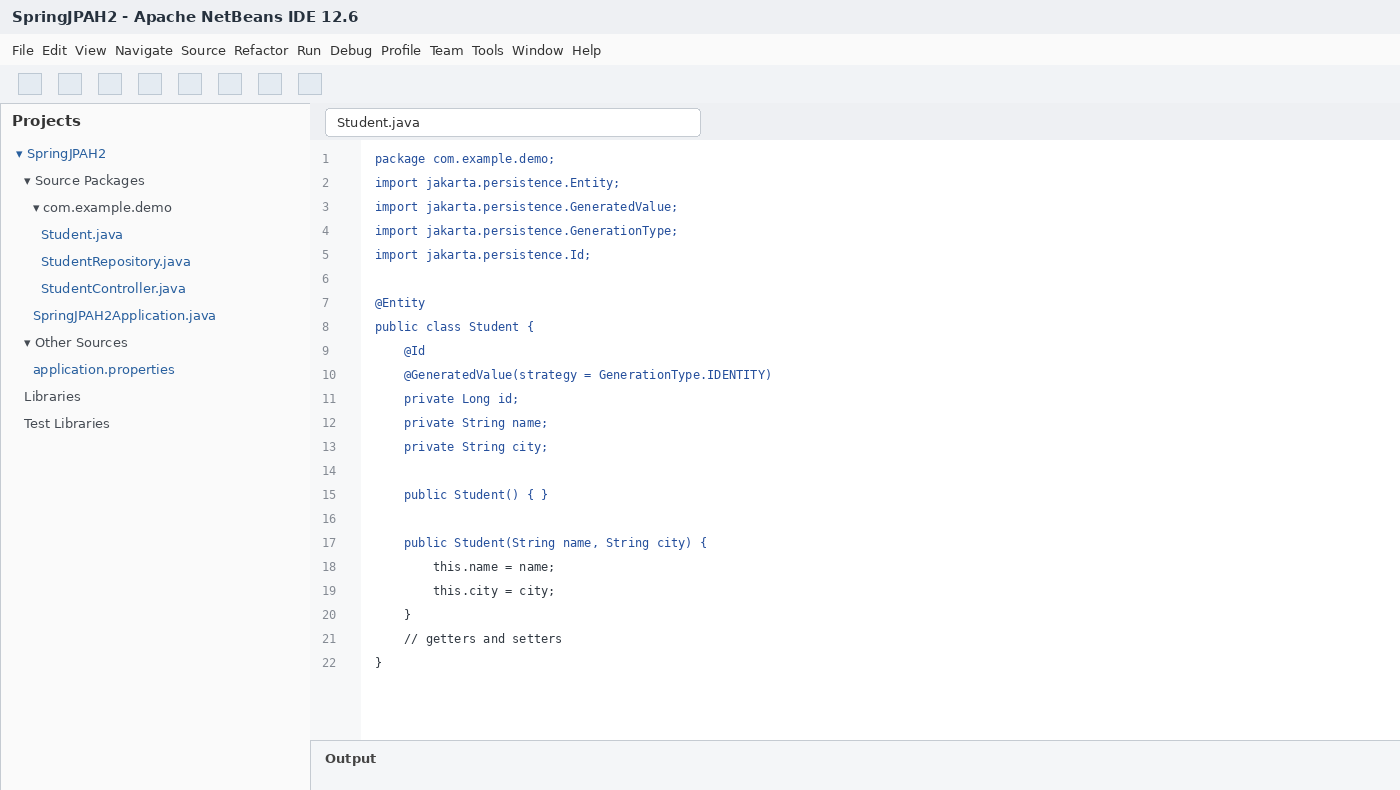 SpringJPAH2 - Apache NetBeans IDE 12.6
File Edit View Navigate Source Refactor Run Debug Profile Team Tools Window Help
Projects
▾ SpringJPAH2
▾ Source Packages
▾ com.example.demo
Student.java
StudentRepository.java
StudentController.java
SpringJPAH2Application.java
▾ Other Sources
application.properties
Libraries
Test Libraries
Student.java
1 package com.example.demo;
2 import jakarta.persistence.Entity;
3 import jakarta.persistence.GeneratedValue;
4 import jakarta.persistence.GenerationType;
5 import jakarta.persistence.Id;
6
7 @Entity
8 public class Student {
9     @Id
10     @GeneratedValue(strategy = GenerationType.IDENTITY)
11     private Long id;
12     private String name;
13     private String city;
14
15     public Student() { }
16
17     public Student(String name, String city) {
18         this.name = name;
19         this.city = city;
20     }
21     // getters and setters
22 }
Output